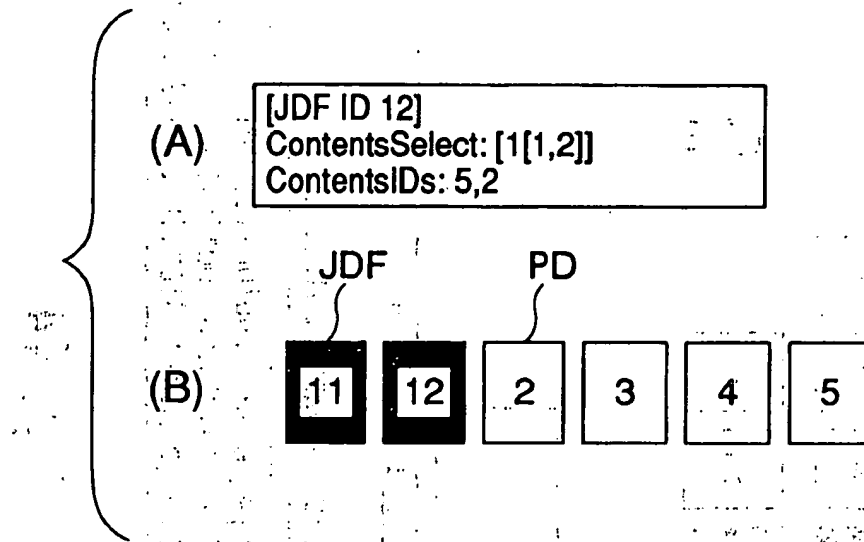 (A)
[JDF ID 12]
ContentsSelect: [1[1,2]]
ContentsIDs: 5,2
JDF PD
(B) 11 12 2 3 4 5